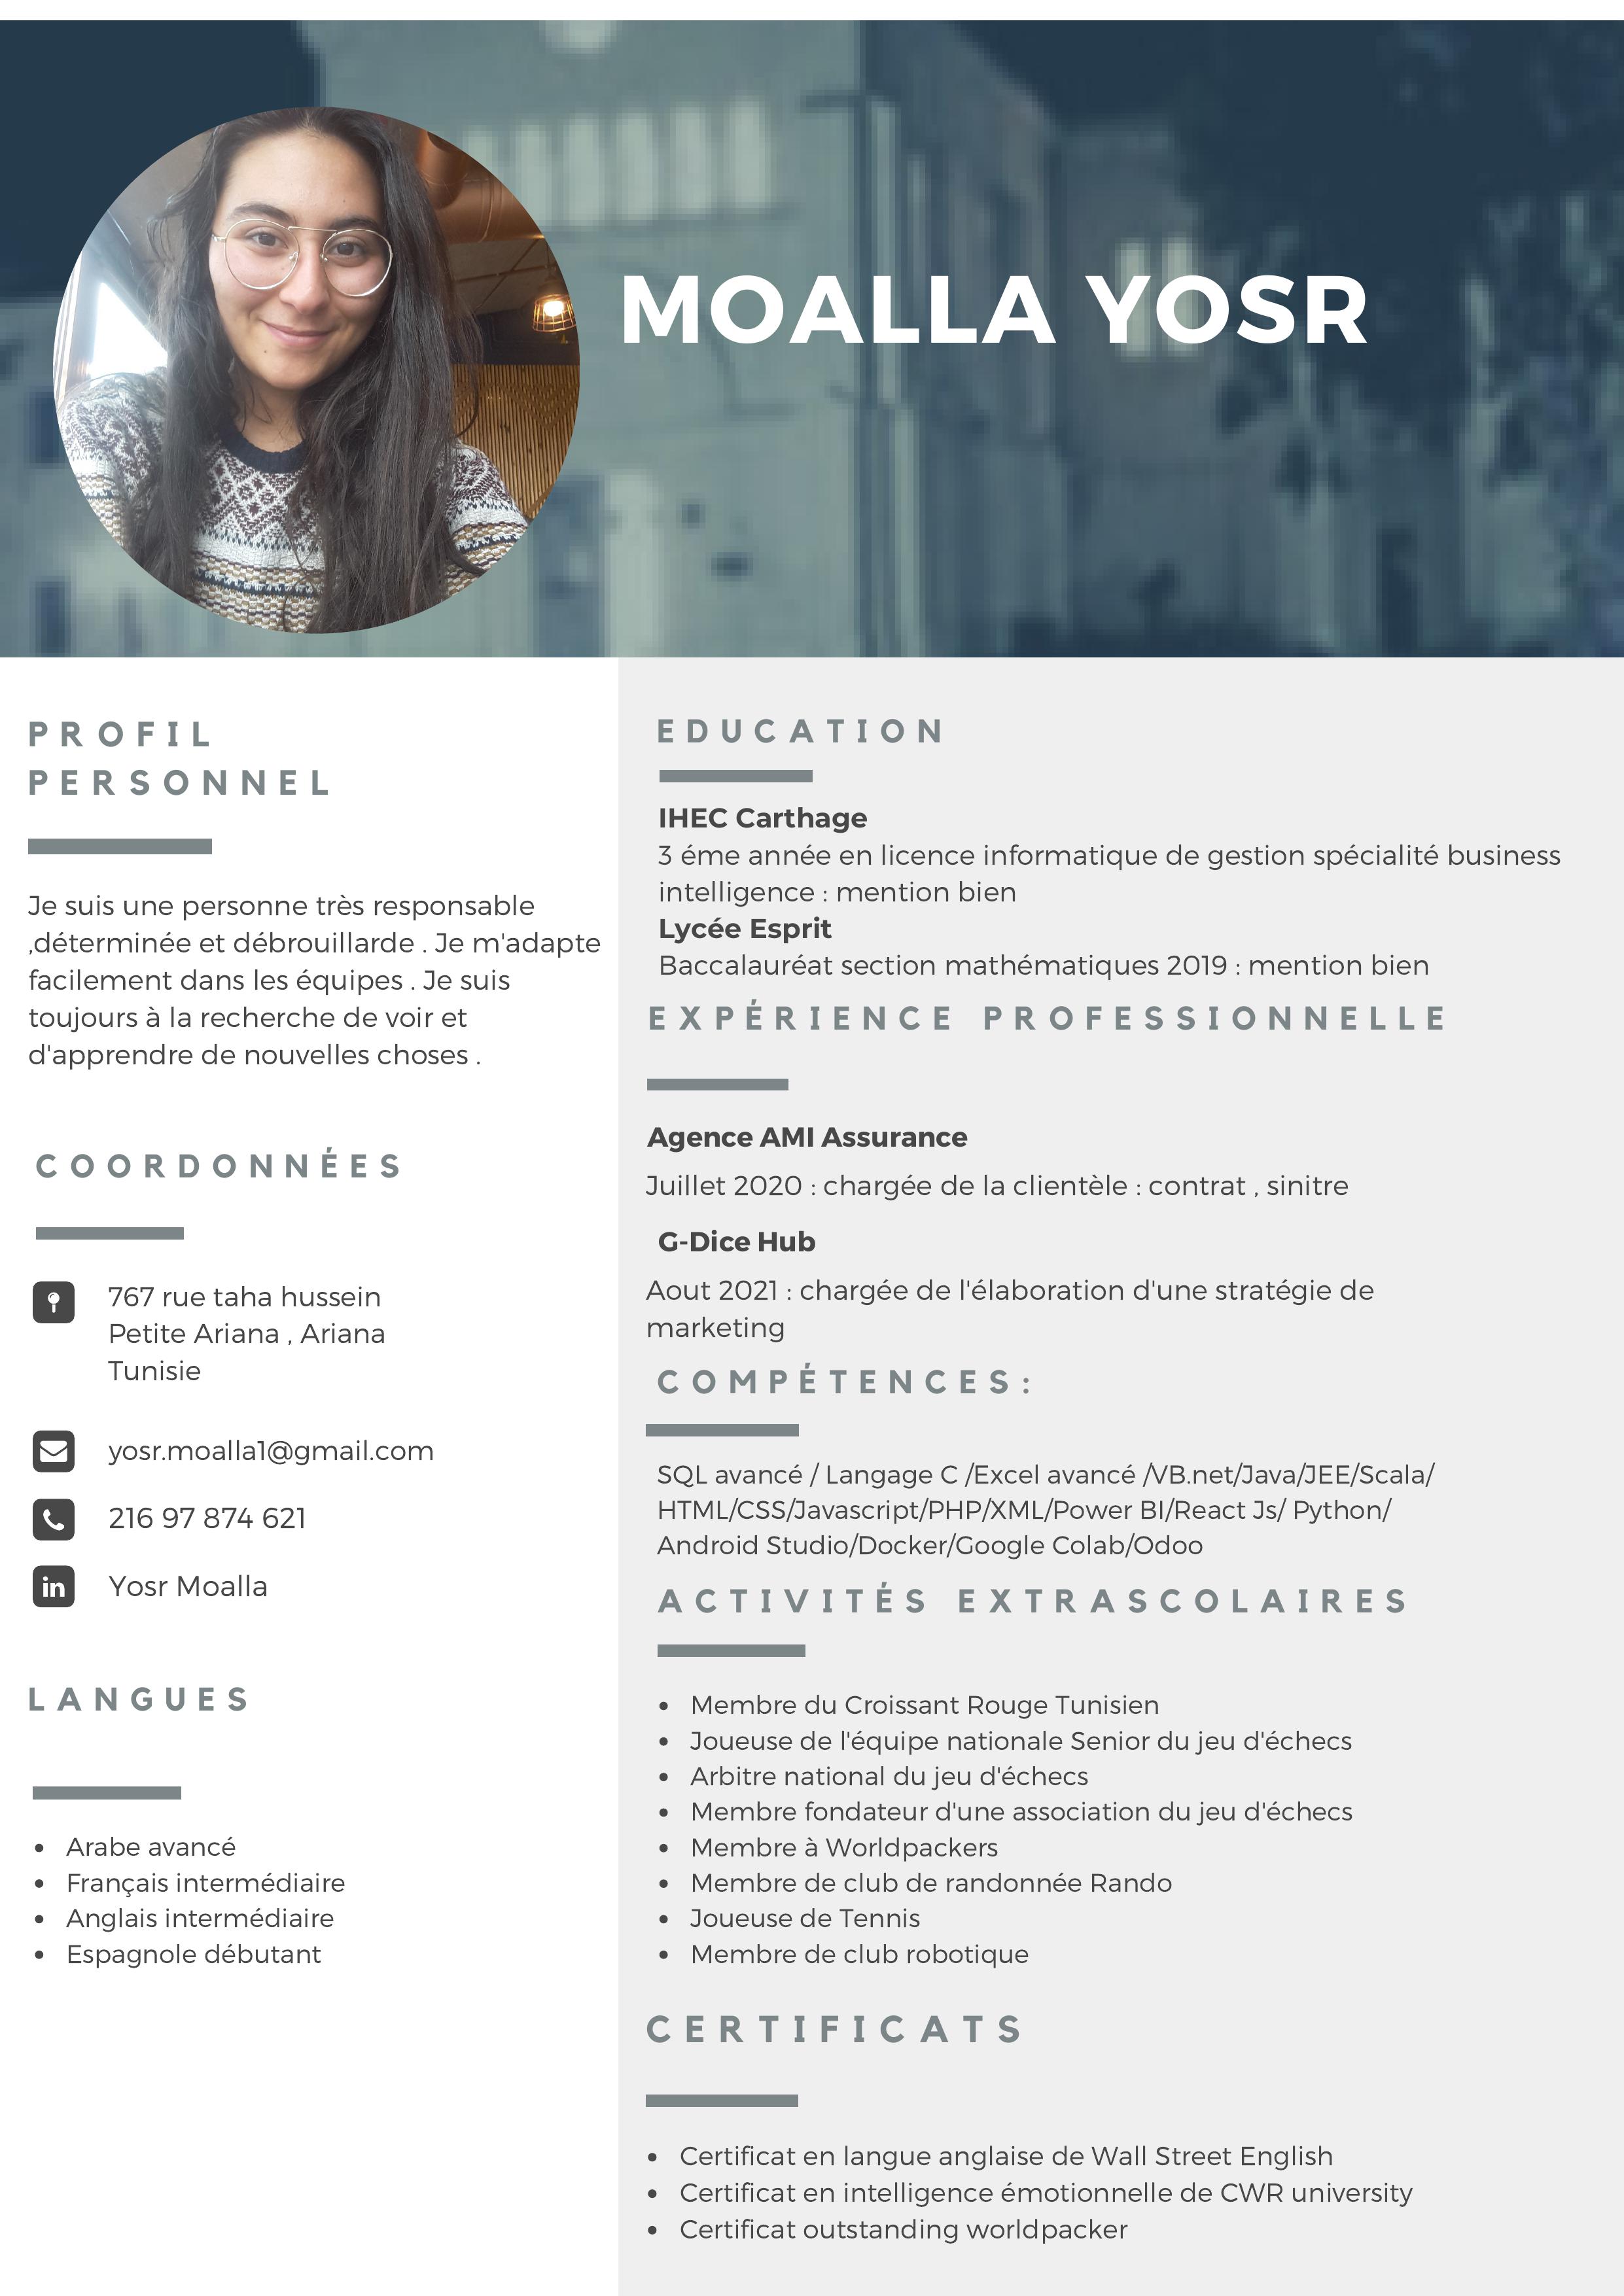 MOALLA YOSR
PROFIL
PERSONNEL
Je suis une personne très responsable
,déterminée et débrouillarde . Je m'adapte
facilement dans les équipes . Je suis
toujours à la recherche de voir et
d'apprendre de nouvelles choses .
COORDONNÉES
767 rue taha hussein
Petite Ariana , Ariana
Tunisie
yosr.moalla1@gmail.com
216 97 874 621
in
Yosr Moalla
LANGUES
• Arabe avancé
• Français intermédiaire
• Anglais intermédiaire
• Espagnole débutant
EDUCATION
IHEC Carthage
3 éme année en licence informatique de gestion spécialité business
intelligence : mention bien
Lycée Esprit
Baccalauréat section mathématiques 2019 : mention bien
EXPÉRIENCE PROFESSIONNELLE
Agence AMI Assurance
Juillet 2020 : chargée de la clientèle : contrat , sinitre
G-Dice Hub
Aout 2021 : chargée de l'élaboration d'une stratégie de
marketing
COMPÉTENCES:
SQL avancé / Langage C /Excel avancé /VB.net/Java/JEE/Scala/
HTML/CSS/Javascript/PHP/XML/Power BI/React Js/ Python/
Android Studio/Docker/Google Colab/Odoo
ACTIVITÉS EXTRASCOLAIRES
• Membre du Croissant Rouge Tunisien
• Joueuse de l'équipe nationale Senior du jeu d'échecs
• Arbitre national du jeu d'échecs
• Membre fondateur d'une association du jeu d'échecs
• Membre à Worldpackers
• Membre de club de randonnée Rando
• Joueuse de Tennis
• Membre de club robotique
CERTIFICATS
• Certificat en langue anglaise de Wall Street English
• Certificat en intelligence émotionnelle de CWR university
• Certificat outstanding worldpacker